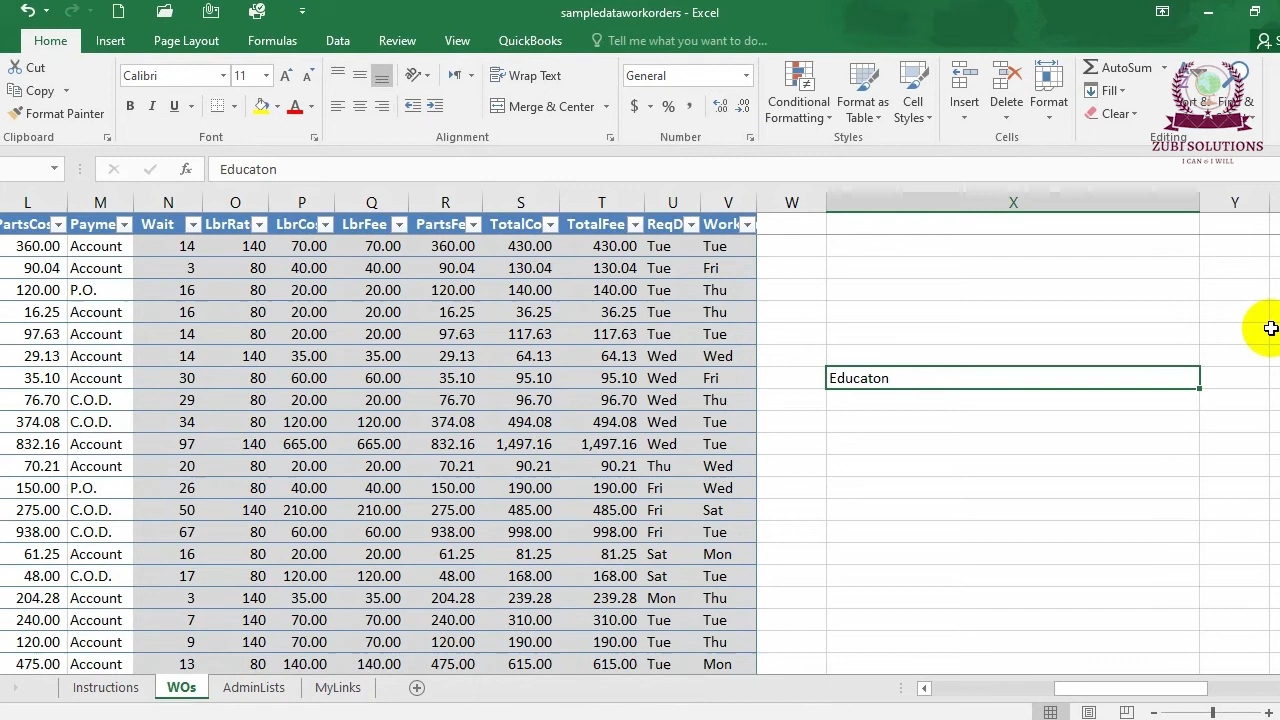 sampledataworkorders - Excel
Home Insert Page Layout Formulas Data Review View QuickBooks Tell me what you want to do...
Cut
Copy
Format Painter
Clipboard
Calibri 11
B I U
Font
Wrap Text
Merge & Center
Alignment
General
$ %
Number
Conditional Formatting
Format as Table
Cell Styles
Styles
Insert Delete Format
Cells
AutoSum
Fill
Clear
Editing
ZUBI SOLUTIONS
I CAN & I WILL
fx Educaton
L M N O P Q R S T U V W X Y
PartsCos Payme Wait LbrRat LbrCos LbrFee PartsFe TotalCo TotalFee ReqD Work
360.00 Account 14 140 70.00 70.00 360.00 430.00 430.00 Tue Tue
90.04 Account 3 80 40.00 40.00 90.04 130.04 130.04 Tue Fri
120.00 P.O. 16 80 20.00 20.00 120.00 140.00 140.00 Tue Thu
16.25 Account 16 80 20.00 20.00 16.25 36.25 36.25 Tue Thu
97.63 Account 14 80 20.00 20.00 97.63 117.63 117.63 Tue Tue
29.13 Account 14 140 35.00 35.00 29.13 64.13 64.13 Wed Wed
35.10 Account 30 80 60.00 60.00 35.10 95.10 95.10 Wed Fri Educaton
76.70 C.O.D. 29 80 20.00 20.00 76.70 96.70 96.70 Wed Thu
374.08 C.O.D. 34 80 120.00 120.00 374.08 494.08 494.08 Wed Tue
832.16 Account 97 140 665.00 665.00 832.16 1,497.16 1,497.16 Wed Tue
70.21 Account 20 80 20.00 20.00 70.21 90.21 90.21 Thu Wed
150.00 P.O. 26 80 40.00 40.00 150.00 190.00 190.00 Fri Wed
275.00 C.O.D. 50 140 210.00 210.00 275.00 485.00 485.00 Fri Sat
938.00 C.O.D. 67 80 60.00 60.00 938.00 998.00 998.00 Fri Tue
61.25 Account 16 80 20.00 20.00 61.25 81.25 81.25 Sat Mon
48.00 C.O.D. 17 80 120.00 120.00 48.00 168.00 168.00 Sat Tue
204.28 Account 3 140 35.00 35.00 204.28 239.28 239.28 Mon Thu
240.00 Account 7 140 70.00 70.00 240.00 310.00 310.00 Tue Tue
120.00 Account 9 140 70.00 70.00 120.00 190.00 190.00 Tue Thu
475.00 Account 13 80 140.00 140.00 475.00 615.00 615.00 Tue Mon
Instructions WOs AdminLists MyLinks